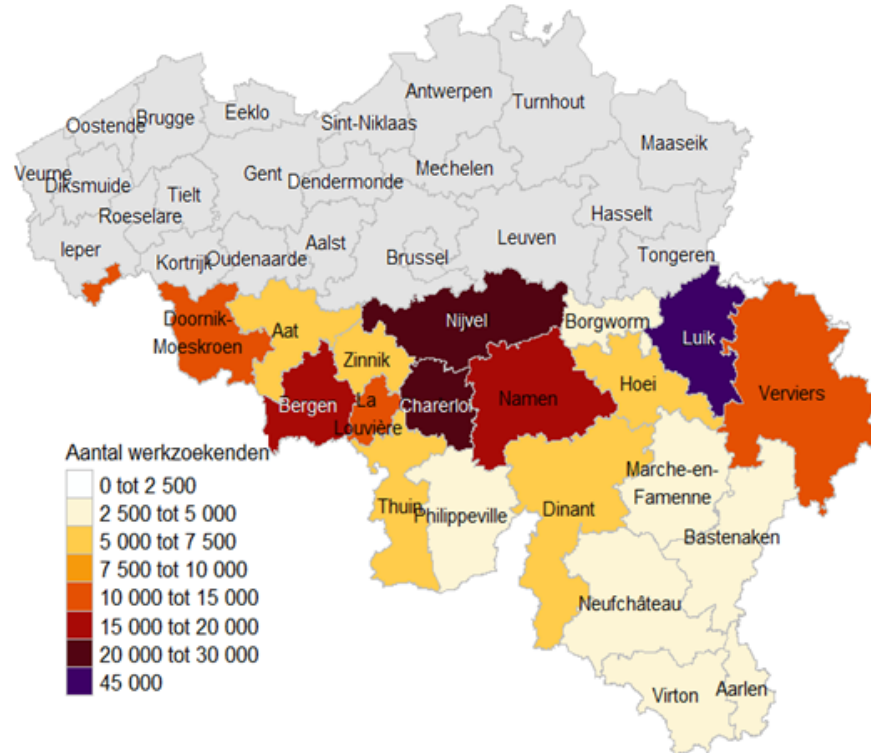 Antwerpen
Turnhout
Eeklo
Brugge
Sint-Niklaas
Oostende
Maaseik
Mechelen
Veurne
Gent
Dendermonde
Diksmuide
Tielt
Roeselare
Hasselt
Leuven
Aalst
Ieper
Kortrijk
Oudenaarde
Brussel
Tongeren
Doornik-
Moeskroen
Aat
Nijvel
Borgworm
Luik
Zinnik
Hoei
Verviers
Bergen
La
Louvière
Charerloi
Namen
Marche-en-
Famenne
Thuin
Philippeville
Dinant
Bastenaken
Neufchâteau
Virton
Aarlen
Aantal werkzoekenden
0 tot 2 500
2 500 tot 5 000
5 000 tot 7 500
7 500 tot 10 000
10 000 tot 15 000
15 000 tot 20 000
20 000 tot 30 000
45 000